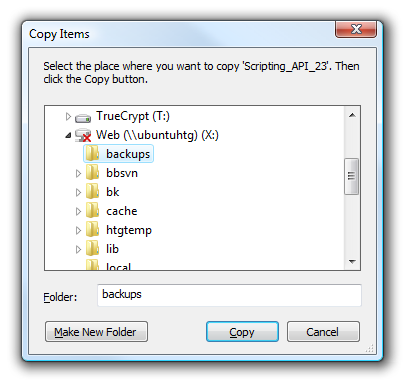 Copy Items
Select the place where you want to copy 'Scripting_API_23'. Then
click the Copy button.
TrueCrypt (T:)
Web (\\ubuntuhtg) (X:)
backups
bbsvn
bk
cache
htgtemp
lib
local
Folder: backups
Make New Folder Copy Cancel